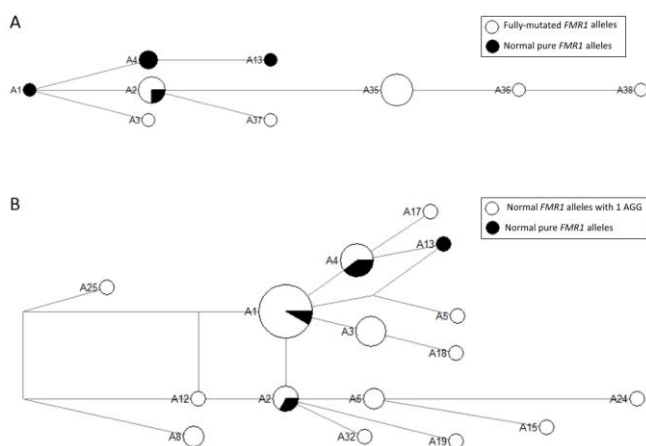 A
Fully-mutated FMR1 alleles
Normal pure FMR1 alleles
A4
A13
A1
A2
A35
A36
A38
A3
A37
B
Normal FMR1 alleles with 1 AGG
Normal pure FMR1 alleles
A17
A13
A4
A25
A1
A5
A3
A18
A12
A2
A6
A24
A8
A32
A19
A15